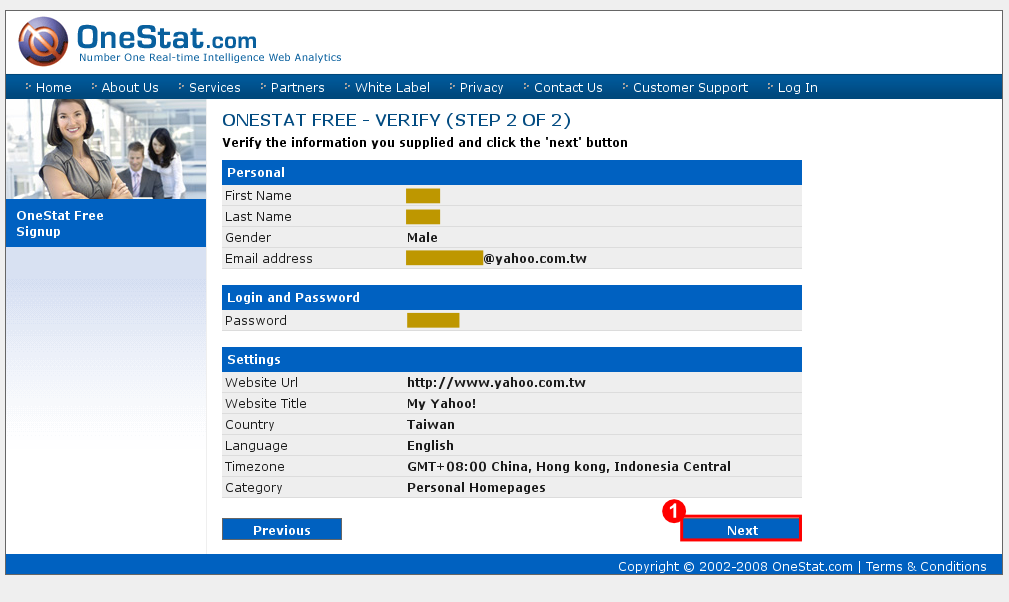 OneStat.com
Number One Real-time Intelligence Web Analytics
Home About Us Services Partners White Label Privacy Contact Us Customer Support Log In
OneStat Free
Signup
ONESTAT FREE - VERIFY (STEP 2 OF 2)
Verify the information you supplied and click the 'next' button
Personal
First Name
Last Name
Gender Male
Email address @yahoo.com.tw
Login and Password
Password
Settings
Website Url http://www.yahoo.com.tw
Website Title My Yahoo!
Country Taiwan
Language English
Timezone GMT+08:00 China, Hong kong, Indonesia Central
Category Personal Homepages
1
Previous Next
Copyright © 2002-2008 OneStat.com | Terms & Conditions